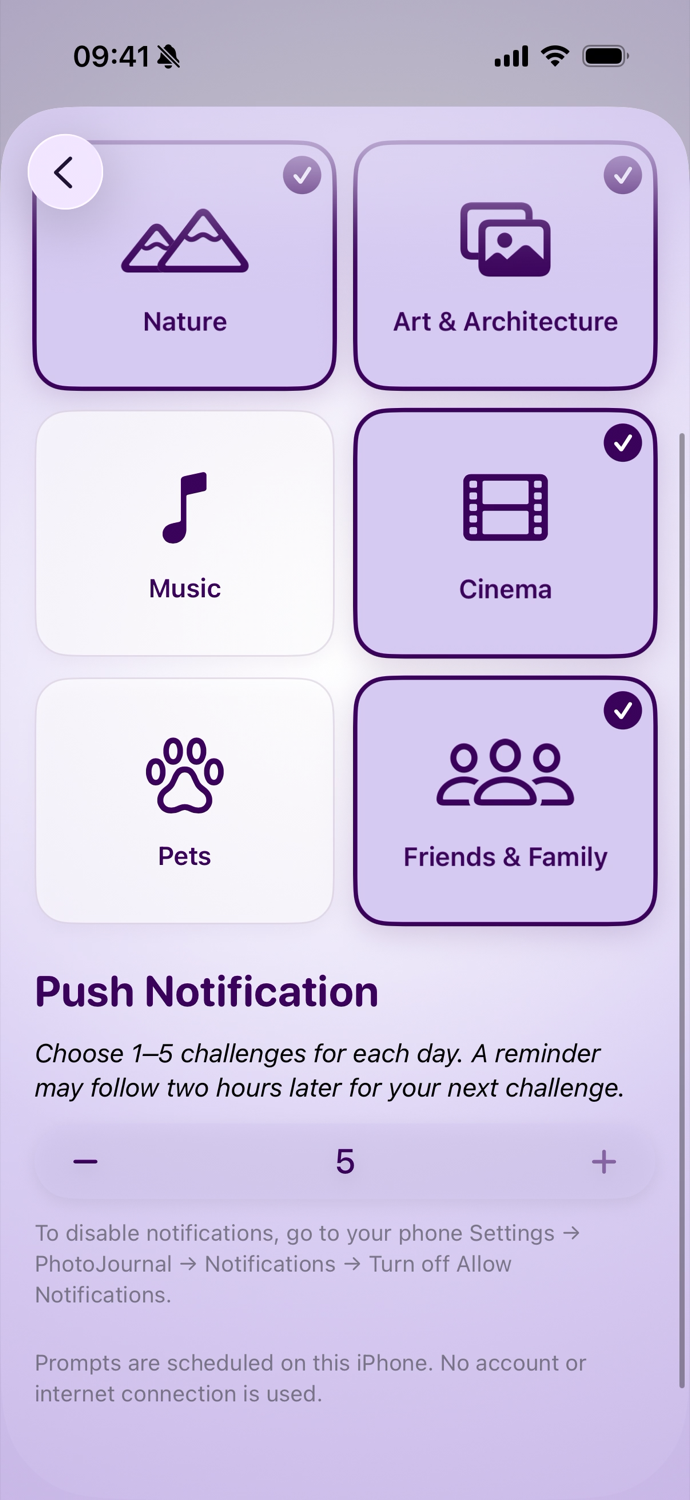 09:41
Nature
Art & Architecture
Music
Cinema
Pets
Friends & Family
Push Notification
Choose 1–5 challenges for each day. A reminder
may follow two hours later for your next challenge.
− 5 +
To disable notifications, go to your phone Settings →
PhotoJournal → Notifications → Turn off Allow
Notifications.
Prompts are scheduled on this iPhone. No account or
internet connection is used.